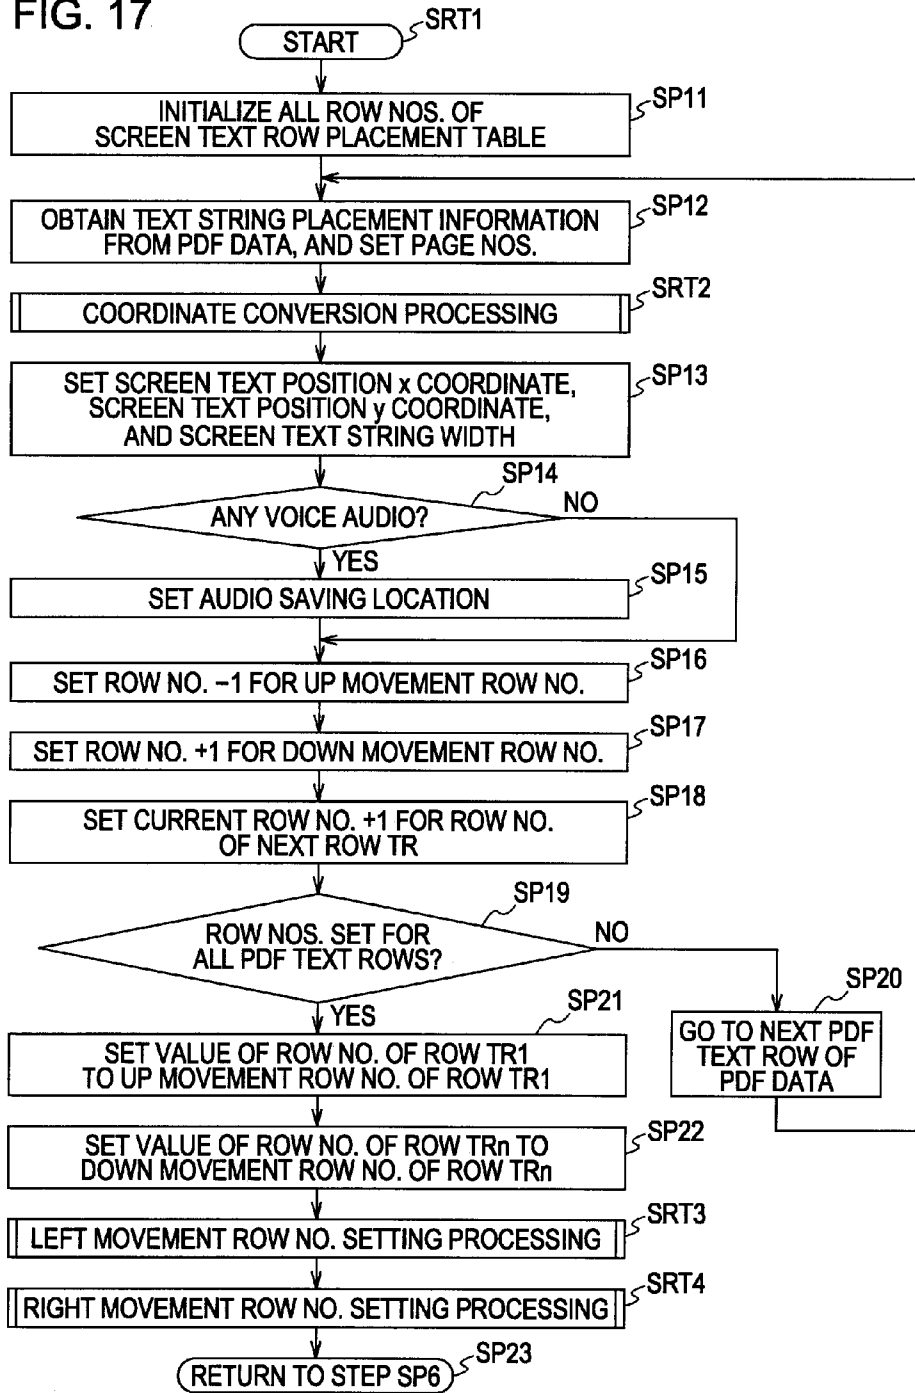 FIG. 17
START
SRT1
INITIALIZE ALL ROW NOS. OF
SCREEN TEXT ROW PLACEMENT TABLE
SP11
OBTAIN TEXT STRING PLACEMENT INFORMATION
FROM PDF DATA, AND SET PAGE NOS.
SP12
COORDINATE CONVERSION PROCESSING
SRT2
SET SCREEN TEXT POSITION x COORDINATE,
SCREEN TEXT POSITION y COORDINATE,
AND SCREEN TEXT STRING WIDTH
SP13
ANY VOICE AUDIO?
SP14
NO
YES
SET AUDIO SAVING LOCATION
SP15
SET ROW NO. –1 FOR UP MOVEMENT ROW NO.
SP16
SET ROW NO. +1 FOR DOWN MOVEMENT ROW NO.
SP17
SET CURRENT ROW NO. +1 FOR ROW NO.
OF NEXT ROW TR
SP18
ROW NOS. SET FOR
ALL PDF TEXT ROWS?
SP19
NO
YES
GO TO NEXT PDF
TEXT ROW OF
PDF DATA
SP20
SET VALUE OF ROW NO. OF ROW TR1
TO UP MOVEMENT ROW NO. OF ROW TR1
SP21
SET VALUE OF ROW NO. OF ROW TRn TO
DOWN MOVEMENT ROW NO. OF ROW TRn
SP22
LEFT MOVEMENT ROW NO. SETTING PROCESSING
SRT3
RIGHT MOVEMENT ROW NO. SETTING PROCESSING
SRT4
RETURN TO STEP SP6
SP23